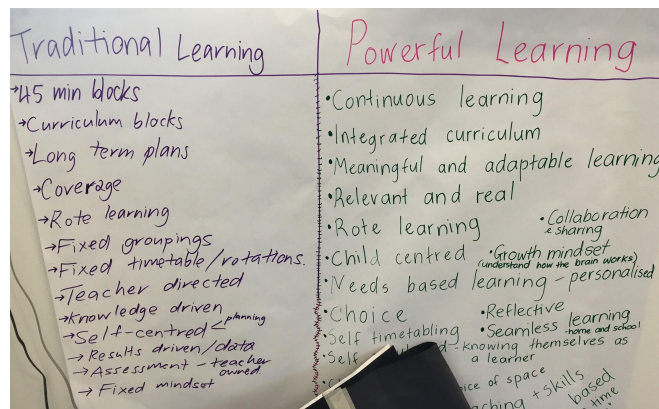 Traditional Learning
→45 min blocks
→Curriculum blocks
→Long term plans
→Coverage
→Rote learning
→Fixed groupings
→Fixed timetable/rotations.
→Teacher directed
→Knowledge driven
→Self-centred < planning
→Results driven/data
→Assessment - teacher owned.
→Fixed mindset
Powerful Learning
•Continuous learning
•Integrated curriculum
•Meaningful and adaptable learning
•Relevant and real
•Rote learning
•Collaboration
& sharing
•Child centred
•Growth mindset
(understand how the brain works)
•Needs based learning - personalised
•Choice
•Reflective
•Seamless learning
-home and school
•Self timetabling
•Self
-knowing themselves as
a learner
of space
+ skills
based
time